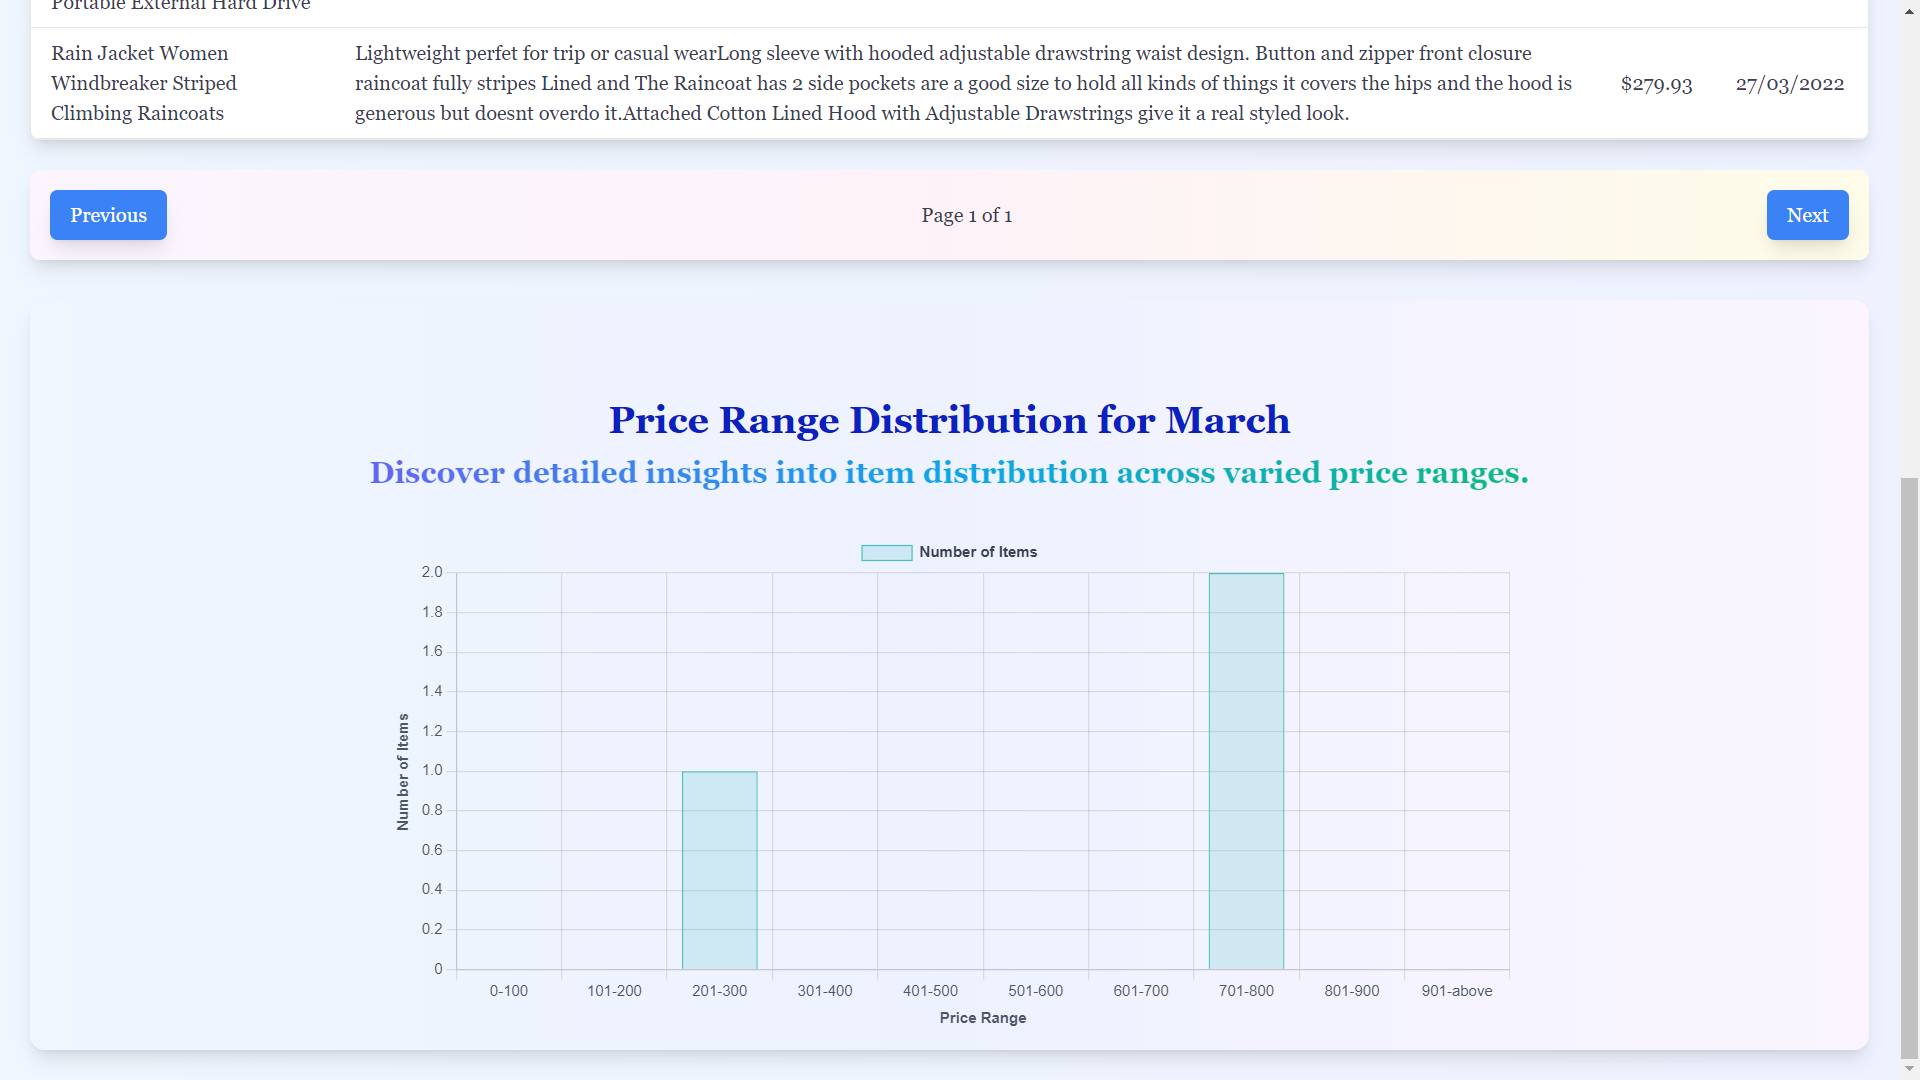 Portable External Hard Drive
Rain Jacket Women
Windbreaker Striped
Climbing Raincoats
Lightweight perfet for trip or casual wearLong sleeve with hooded adjustable drawstring waist design. Button and zipper front closure
raincoat fully stripes Lined and The Raincoat has 2 side pockets are a good size to hold all kinds of things it covers the hips and the hood is
generous but doesnt overdo it.Attached Cotton Lined Hood with Adjustable Drawstrings give it a real styled look.
$279.93
27/03/2022
Previous
Page 1 of 1
Next
Price Range Distribution for March
Discover detailed insights into item distribution across varied price ranges.
Number of Items
2.0
1.8
1.6
1.4
1.2
1.0
0.8
0.6
0.4
0.2
0
Number of Items
0-100
101-200
201-300
301-400
401-500
501-600
601-700
701-800
801-900
901-above
Price Range